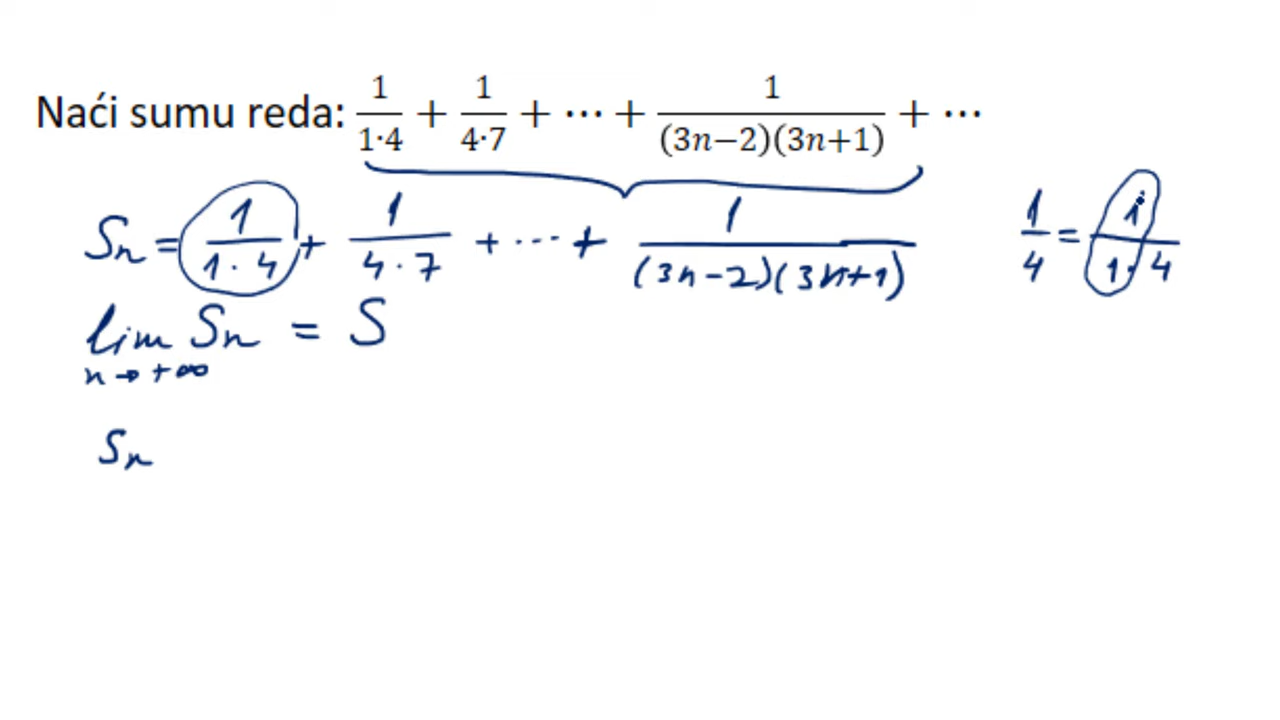 Naći sumu reda: 1/(1·4) + 1/(4·7) + ⋯ + 1/((3n−2)(3n+1)) + ⋯
Sn = 1/(1·4) + 1/(4·7) + ⋯ + 1/((3n−2)(3n+1))
1/4 = 1/(1·4)
lim Sn = S
n→+∞
Sn